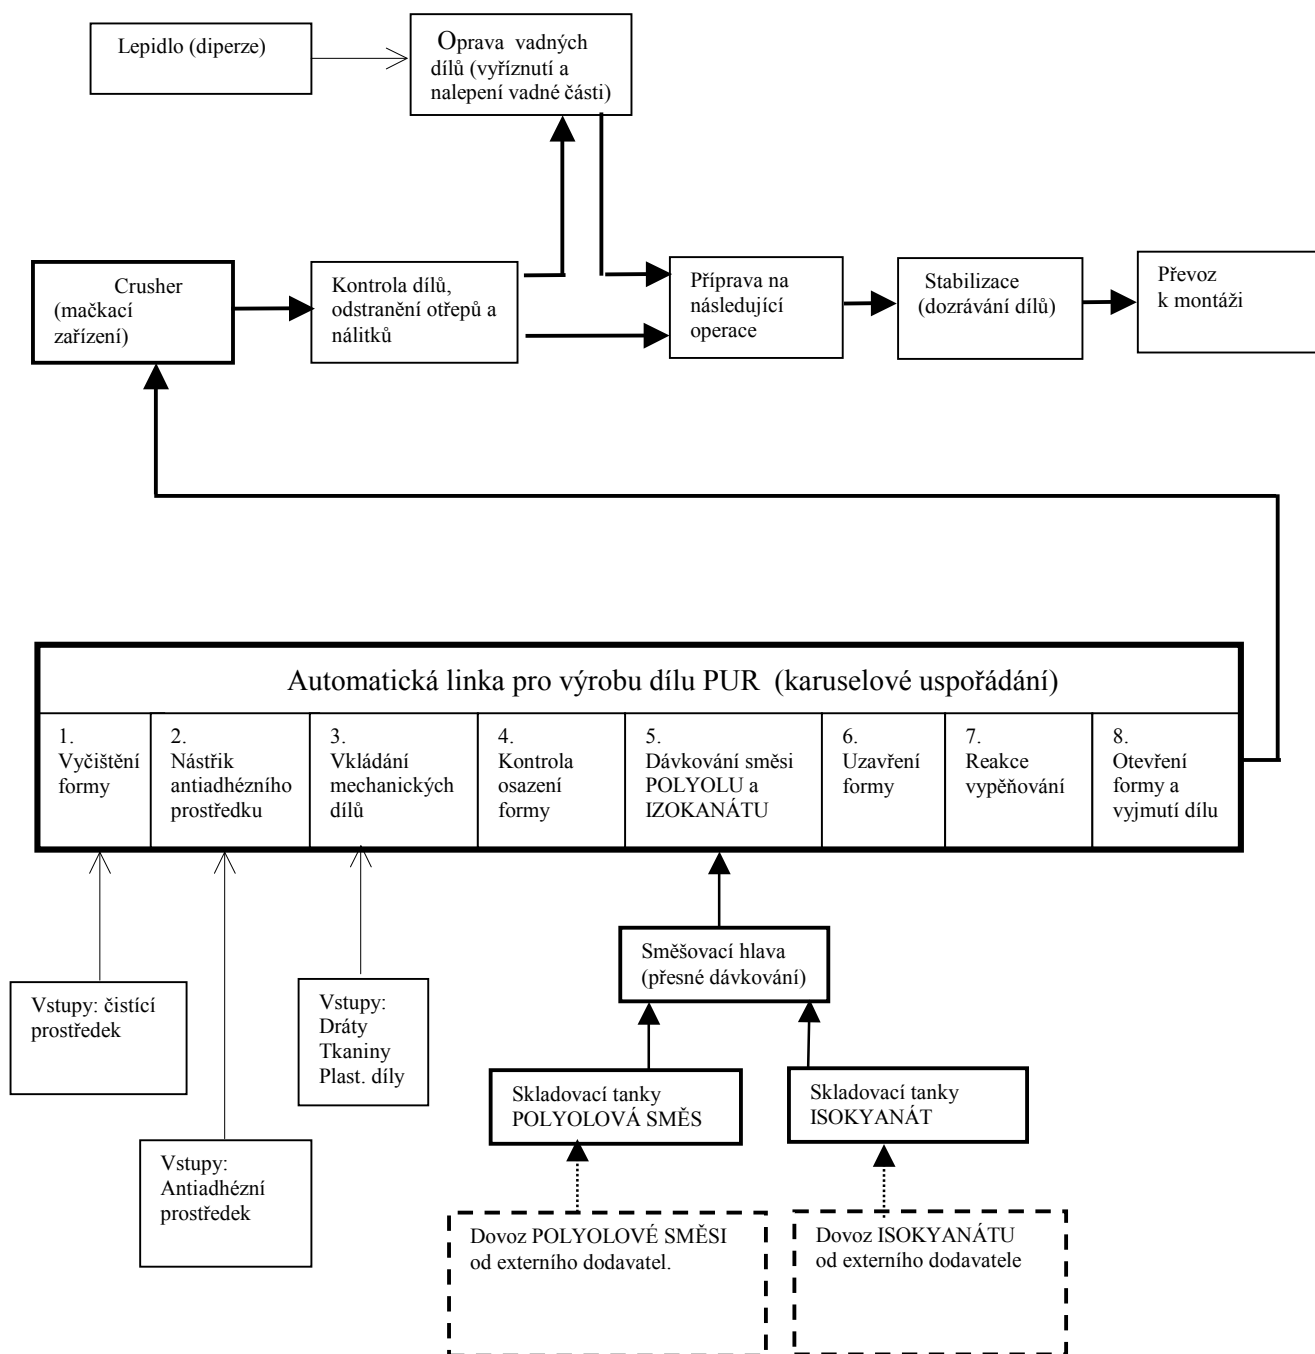 Lepidlo (diperze)
Oprava vadných
dílů (vyříznutí a
nalepení vadné části)
Crusher
(mačkací
zařízení)
Kontrola dílů,
odstranění otřepů a
nálitků
Příprava na
následující
operace
Stabilizace
(dozrávání dílů)
Převoz
k montáži
Automatická linka pro výrobu dílu PUR (karuselové uspořádání)
1.
Vyčištění
formy
2.
Nástřik
antiadhézního
prostředku
3.
Vkládání
mechanických
dílů
4.
Kontrola
osazení
formy
5.
Dávkování směsi
POLYOLU a
IZOKANÁTU
6.
Uzavření
formy
7.
Reakce
vypěňování
8.
Otevření
formy a
vyjmutí dílu
Směšovací hlava
(přesné dávkování)
Vstupy: čistící
prostředek
Vstupy:
Dráty
Tkaniny
Plast. díly
Skladovací tanky
POLYOLOVÁ SMĚS
Skladovací tanky
ISOKYANÁT
Vstupy:
Antiadhézní
prostředek
Dovoz POLYOLOVÉ SMĚSI
od externího dodavatel.
Dovoz ISOKYANÁTU
od externího dodavatele